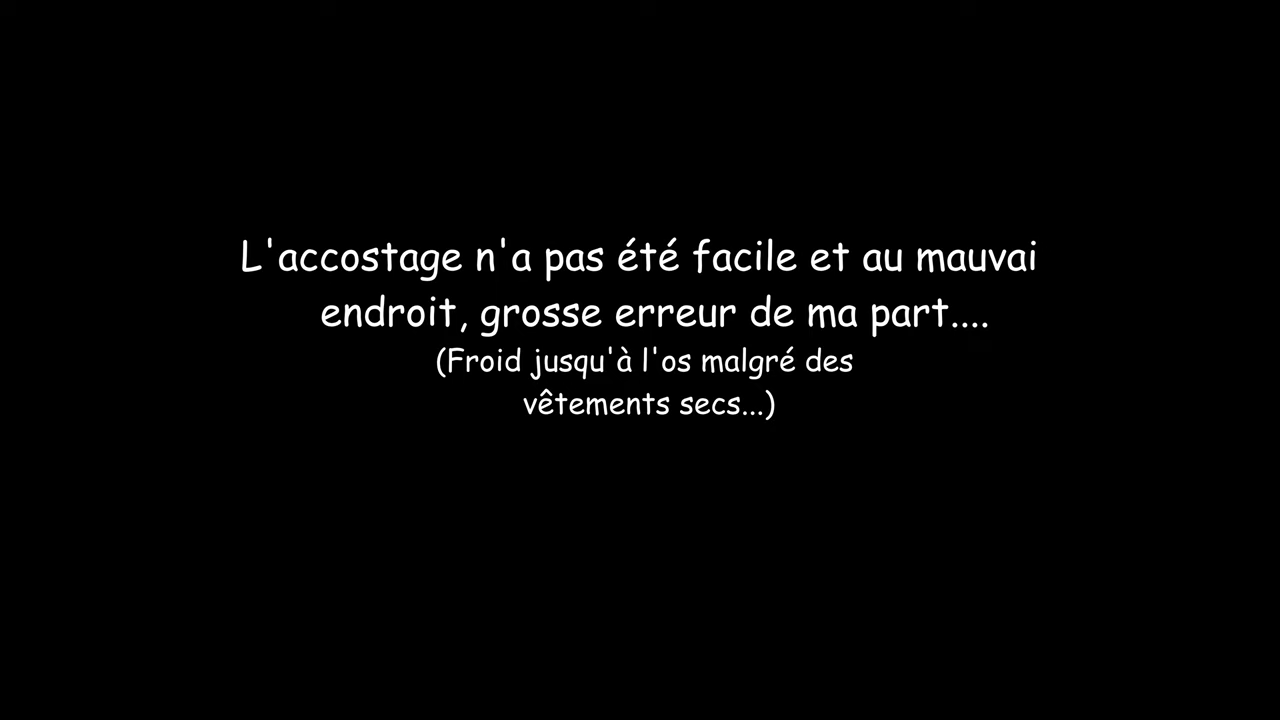 L'accostage n'a pas été facile et au mauvai
endroit, grosse erreur de ma part....
(Froid jusqu'à l'os malgré des
vêtements secs...)